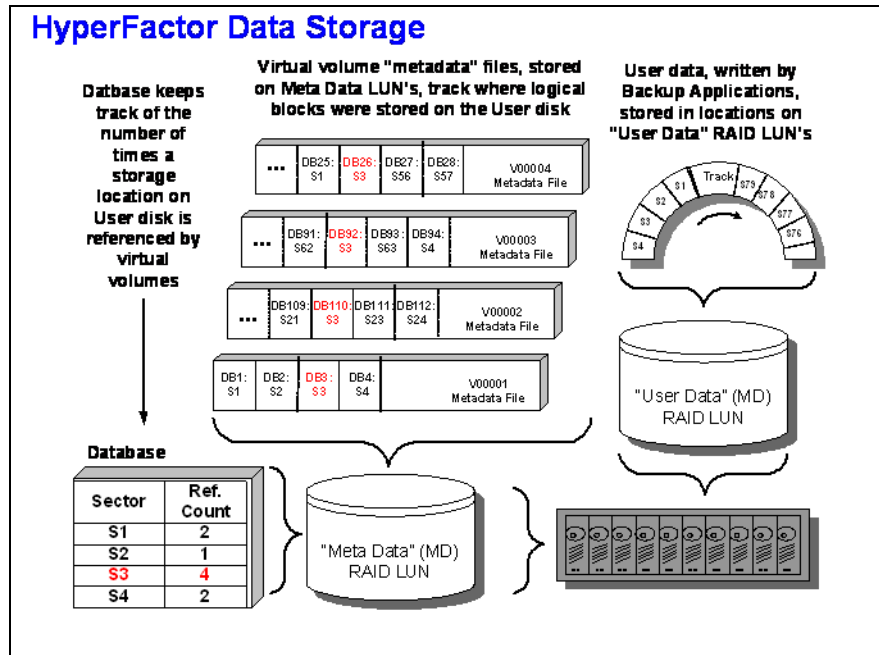 HyperFactor Data Storage
Datbase keeps
track of the
number of
times a
storage
location on
User disk is
referenced by
virtual
volumes
Virtual volume "metadata" files, stored
on Meta Data LUN's, track where logical
blocks were stored on the User disk
User data, written by
Backup Applications,
stored in locations on
"User Data" RAID LUN's
... DB25: S1 DB26: S3 DB27: S56 DB28: S57 V00004 Metadata File
... DB91: S62 DB92: S3 DB93: S63 DB94: S4 V00003 Metadata File
... DB109: S21 DB110: S3 DB111: S23 DB112: S24 V00002 Metadata File
DB1: S1 DB2: S2 DB3: S3 DB4: S4 V00001 Metadata File
S4 S3 S2 S1 Track S79 S78 S77 S76
"User Data" (MD)
RAID LUN
Database
Sector Ref. Count
S1 2
S2 1
S3 4
S4 2
"Meta Data" (MD)
RAID LUN